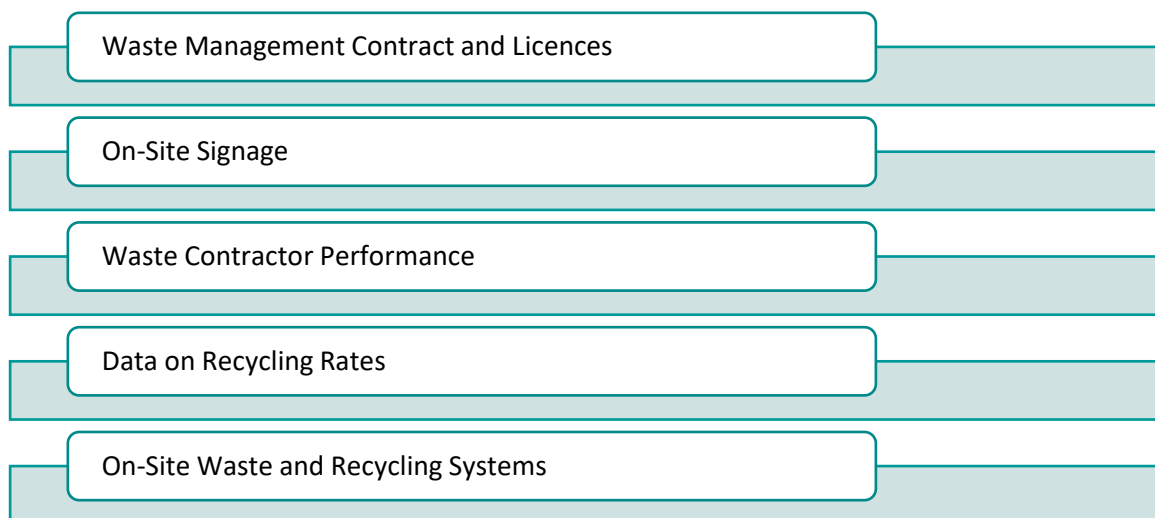 Waste Management Contract and Licences
On-Site Signage
Waste Contractor Performance
Data on Recycling Rates
On-Site Waste and Recycling Systems